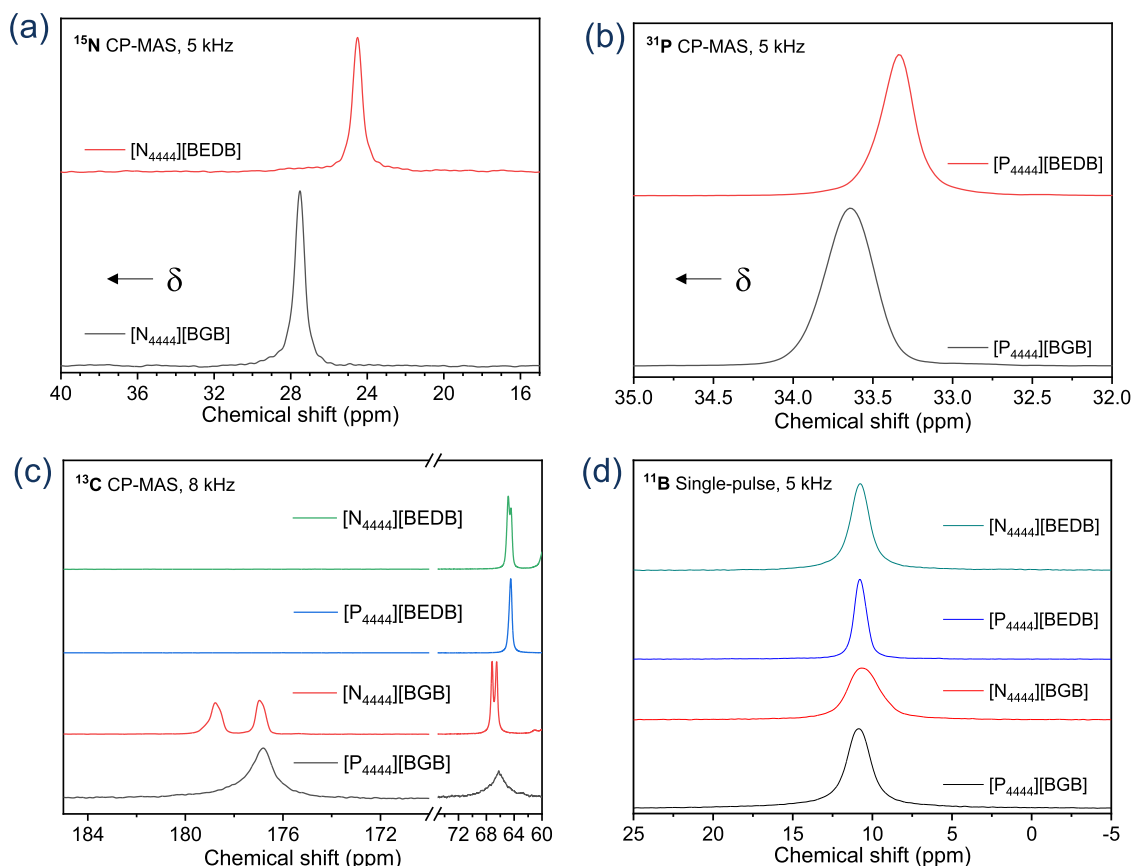 (a)
¹⁵N CP-MAS, 5 kHz
[N₄₄₄₄][BEDB]
δ
[N₄₄₄₄][BGB]
40 36 32 28 24 20 16
Chemical shift (ppm)
(b)
³¹P CP-MAS, 5 kHz
[P₄₄₄₄][BEDB]
δ
[P₄₄₄₄][BGB]
35.0 34.5 34.0 33.5 33.0 32.5 32.0
Chemical shift (ppm)
(c)
¹³C CP-MAS, 8 kHz
[N₄₄₄₄][BEDB]
[P₄₄₄₄][BEDB]
[N₄₄₄₄][BGB]
[P₄₄₄₄][BGB]
184 180 176 172 72 68 64 60
Chemical shift (ppm)
(d)
¹¹B Single-pulse, 5 kHz
[N₄₄₄₄][BEDB]
[P₄₄₄₄][BEDB]
[N₄₄₄₄][BGB]
[P₄₄₄₄][BGB]
25 20 15 10 5 0 -5
Chemical shift (ppm)